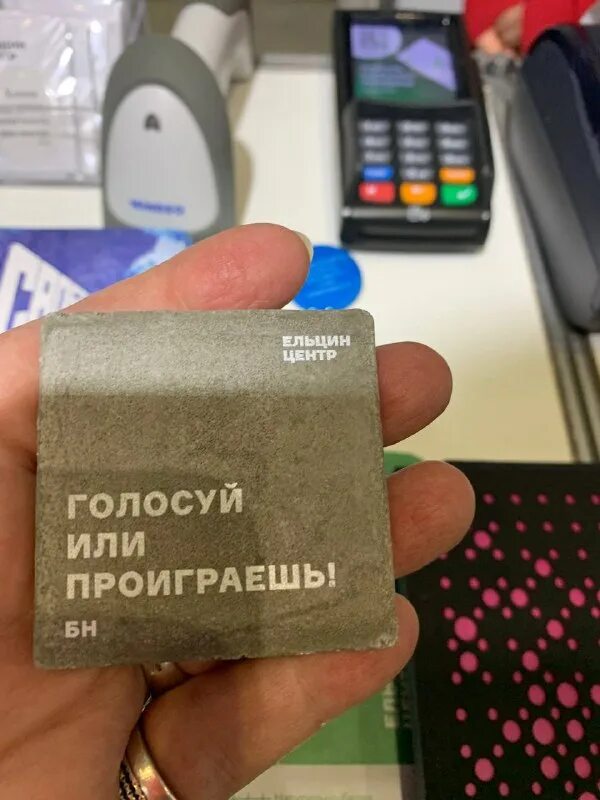 ЕЛЬЦИН
ЦЕНТР
ГОЛОСУЙ
ИЛИ
ПРОИГРАЕШЬ!
БН